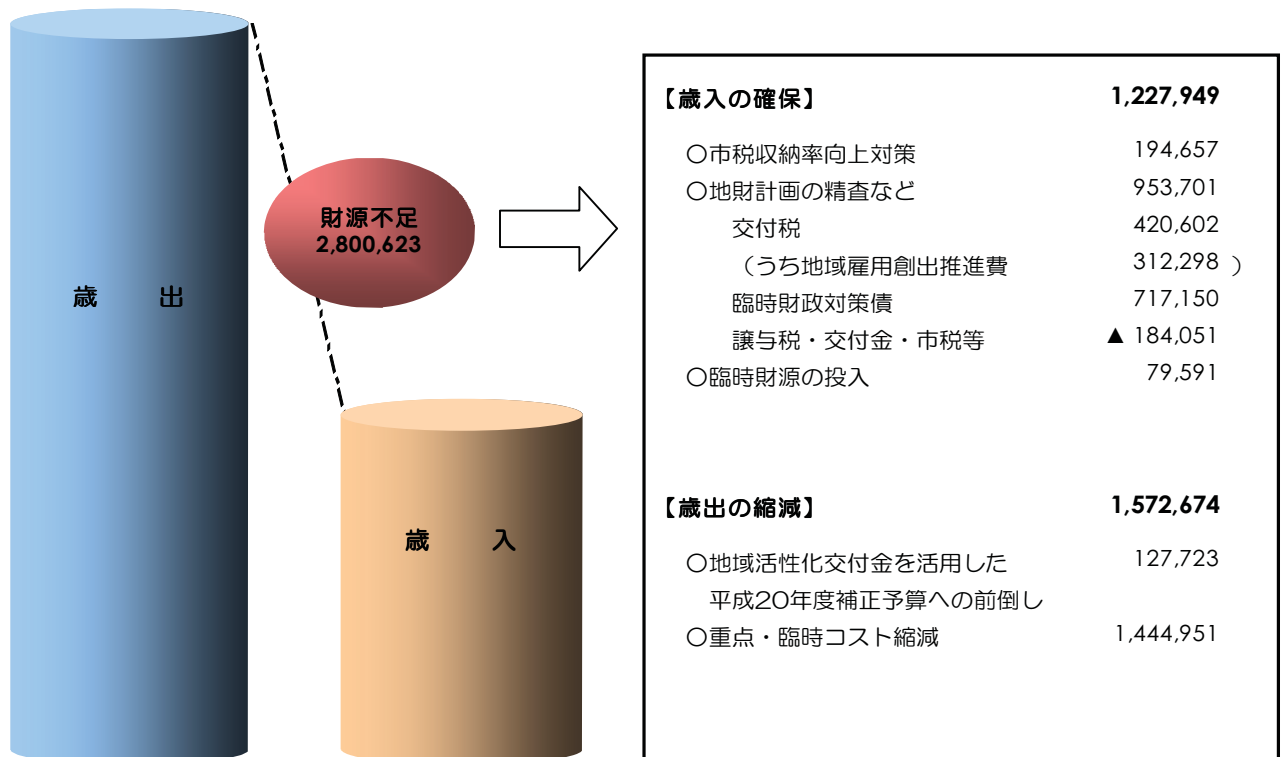 歳　出
財源不足
2,800,623
歳　入
【歳入の確保】 1,227,949
〇市税収納率向上対策 194,657
〇地財計画の精査など 953,701
交付税 420,602
（うち地域雇用創出推進費 312,298 ）
臨時財政対策債 717,150
譲与税・交付金・市税等 ▲ 184,051
〇臨時財源の投入 79,591
【歳出の縮減】 1,572,674
〇地域活性化交付金を活用した 127,723
平成20年度補正予算への前倒し
〇重点・臨時コスト縮減 1,444,951